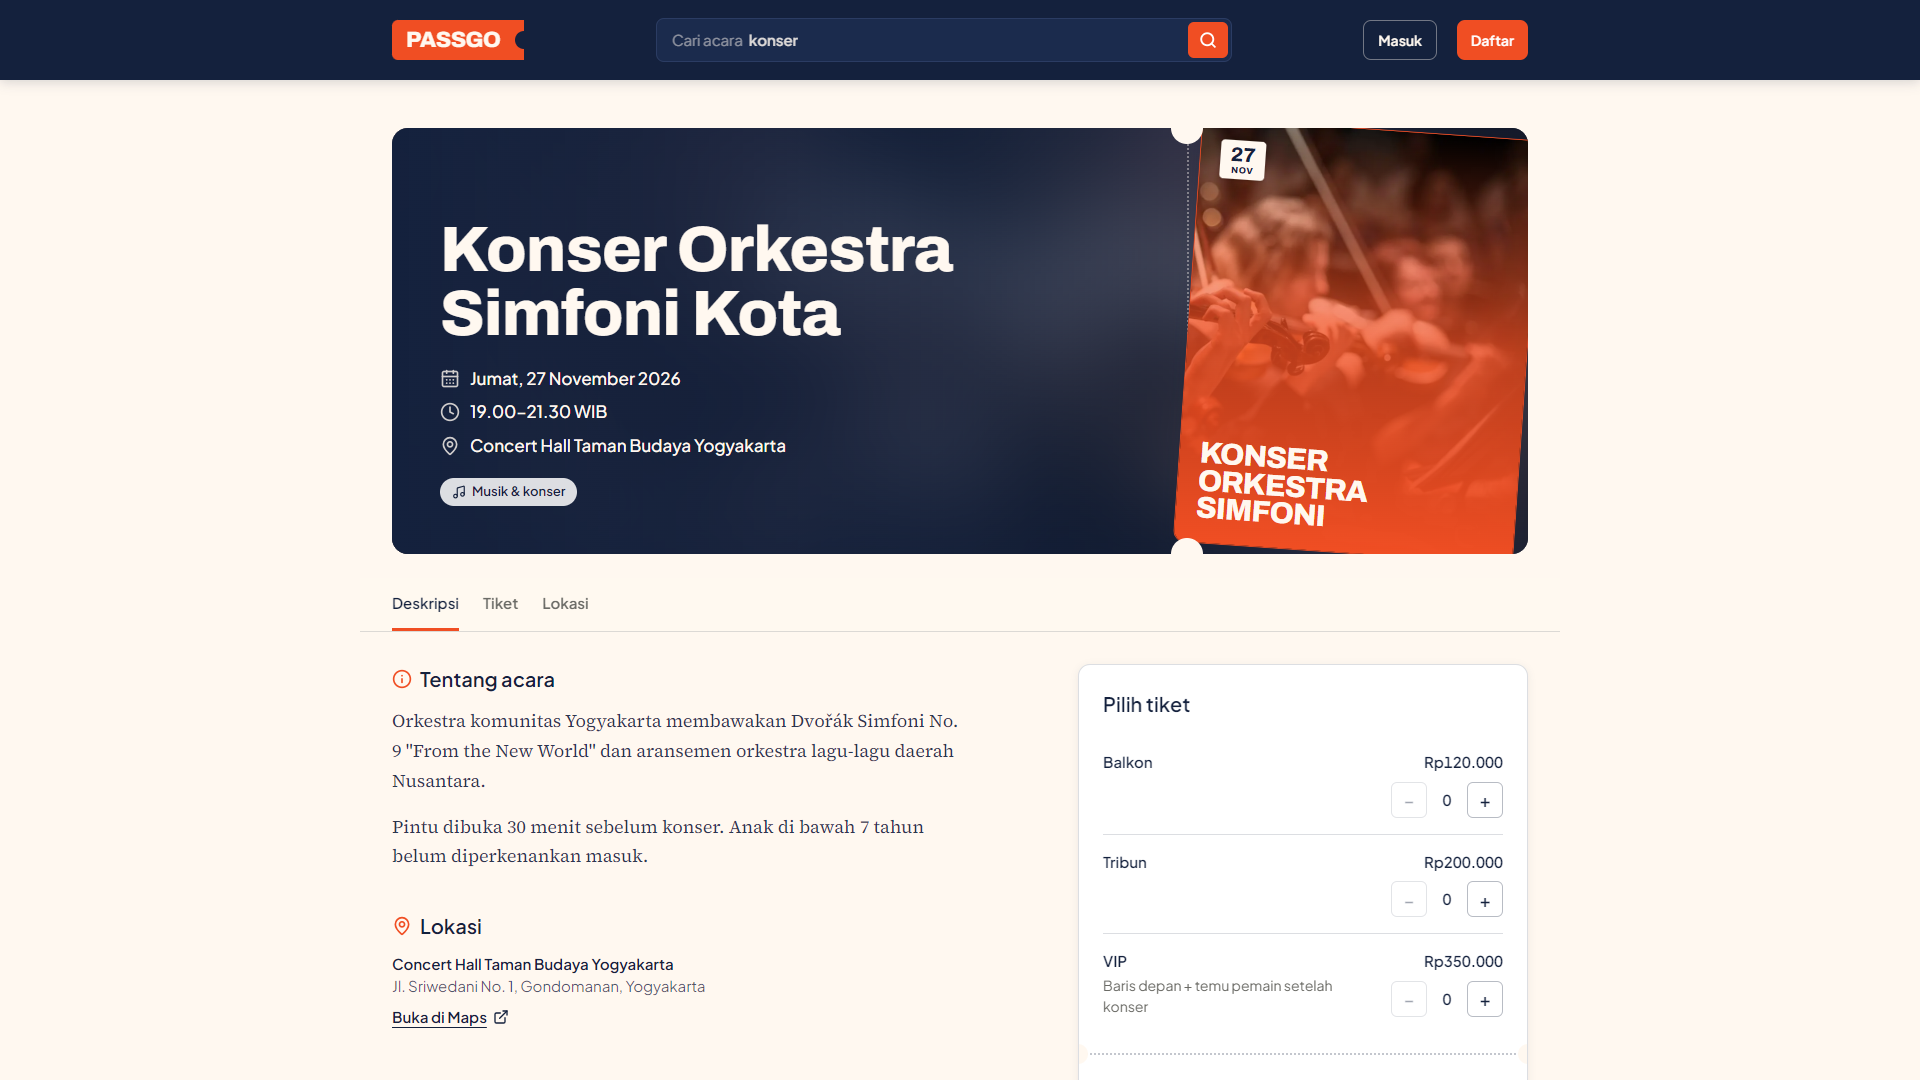 PASSGO
Cari acara konser
Masuk
Daftar
Konser Orkestra
Simfoni Kota
Jumat, 27 November 2026
19.00–21.30 WIB
Concert Hall Taman Budaya Yogyakarta
Musik & konser
27
NOV
KONSER
ORKESTRA
SIMFONI
Deskripsi
Tiket
Lokasi
Tentang acara
Orkestra komunitas Yogyakarta membawakan Dvořák Simfoni No.
9 "From the New World" dan aransemen orkestra lagu-lagu daerah
Nusantara.
Pintu dibuka 30 menit sebelum konser. Anak di bawah 7 tahun
belum diperkenankan masuk.
Lokasi
Concert Hall Taman Budaya Yogyakarta
Jl. Sriwedani No. 1, Gondomanan, Yogyakarta
Buka di Maps
Pilih tiket
Balkon
Rp120.000
− 0 +
Tribun
Rp200.000
− 0 +
VIP
Rp350.000
Baris depan + temu pemain setelah
konser
− 0 +